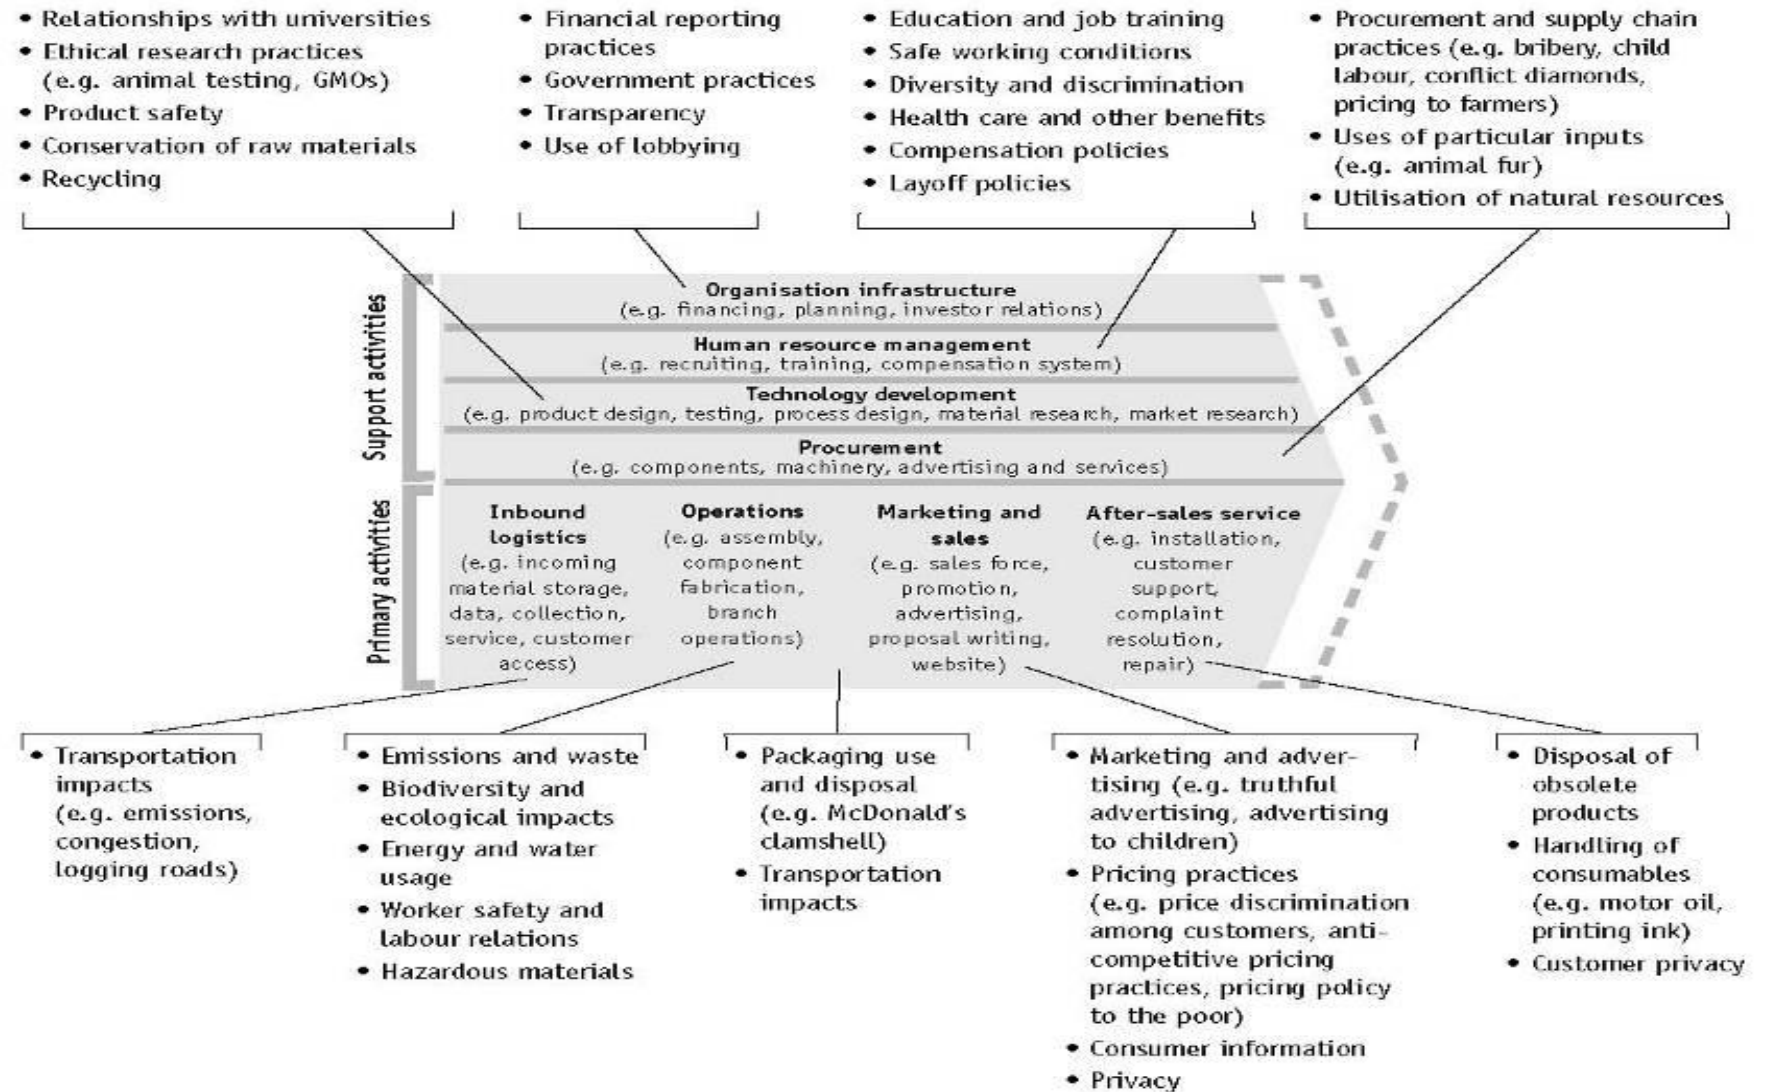 • Relationships with universities
• Ethical research practices
(e.g. animal testing, GMOs)
• Product safety
• Conservation of raw materials
• Recycling
• Financial reporting
practices
• Government practices
• Transparency
• Use of lobbying
• Education and job training
• Safe working conditions
• Diversity and discrimination
• Health care and other benefits
• Compensation policies
• Layoff policies
• Procurement and supply chain
practices (e.g. bribery, child
labour, conflict diamonds,
pricing to farmers)
• Uses of particular inputs
(e.g. animal fur)
• Utilisation of natural resources
Support activities
Organisation infrastructure
(e.g. financing, planning, investor relations)
Human resource management
(e.g. recruiting, training, compensation system)
Technology development
(e.g. product design, testing, process design, material research, market research)
Procurement
(e.g. components, machinery, advertising and services)
Primary activities
Inbound
logistics
(e.g. incoming
material storage,
data, collection,
service, customer
access)
Operations
(e.g. assembly,
component
fabrication,
branch
operations)
Marketing and
sales
(e.g. sales force,
promotion,
advertising,
proposal writing,
website)
After-sales service
(e.g. installation,
customer
support,
complaint
resolution,
repair)
• Transportation
impacts
(e.g. emissions,
congestion,
logging roads)
• Emissions and waste
• Biodiversity and
ecological impacts
• Energy and water
usage
• Worker safety and
labour relations
• Hazardous materials
• Packaging use
and disposal
(e.g. McDonald's
clamshell)
• Transportation
impacts
• Marketing and adver-
tising (e.g. truthful
advertising, advertising
to children)
• Pricing practices
(e.g. price discrimination
among customers, anti-
competitive pricing
practices, pricing policy
to the poor)
• Consumer information
• Privacy
• Disposal of
obsolete
products
• Handling of
consumables
(e.g. motor oil,
printing ink)
• Customer privacy